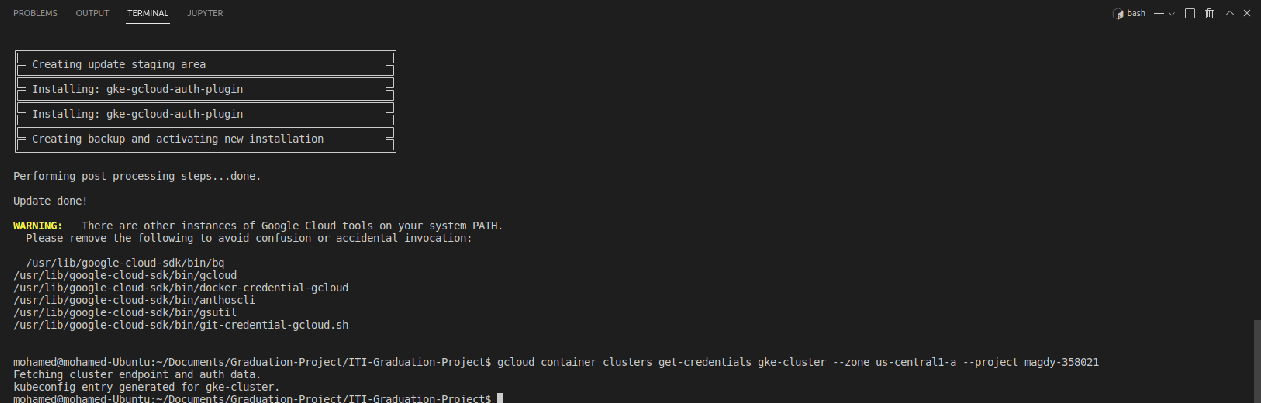 PROBLEMS OUTPUT TERMINAL JUPYTER bash
Creating update staging area
Installing: gke-gcloud-auth-plugin
Installing: gke-gcloud-auth-plugin
Creating backup and activating new installation
Performing post processing steps...done.
Update done!
WARNING: There are other instances of Google Cloud tools on your system PATH.
Please remove the following to avoid confusion or accidental invocation:
/usr/lib/google-cloud-sdk/bin/bq
/usr/lib/google-cloud-sdk/bin/gcloud
/usr/lib/google-cloud-sdk/bin/docker-credential-gcloud
/usr/lib/google-cloud-sdk/bin/anthoscli
/usr/lib/google-cloud-sdk/bin/gsutil
/usr/lib/google-cloud-sdk/bin/git-credential-gcloud.sh
mohamed@mohamed-Ubuntu:~/Documents/Graduation-Project/ITI-Graduation-Project$ gcloud container clusters get-credentials gke-cluster --zone us-central1-a --project magdy-358021
Fetching cluster endpoint and auth data.
kubeconfig entry generated for gke-cluster.
mohamed@mohamed-Ubuntu:~/Documents/Graduation-Project/ITI-Graduation-Project$